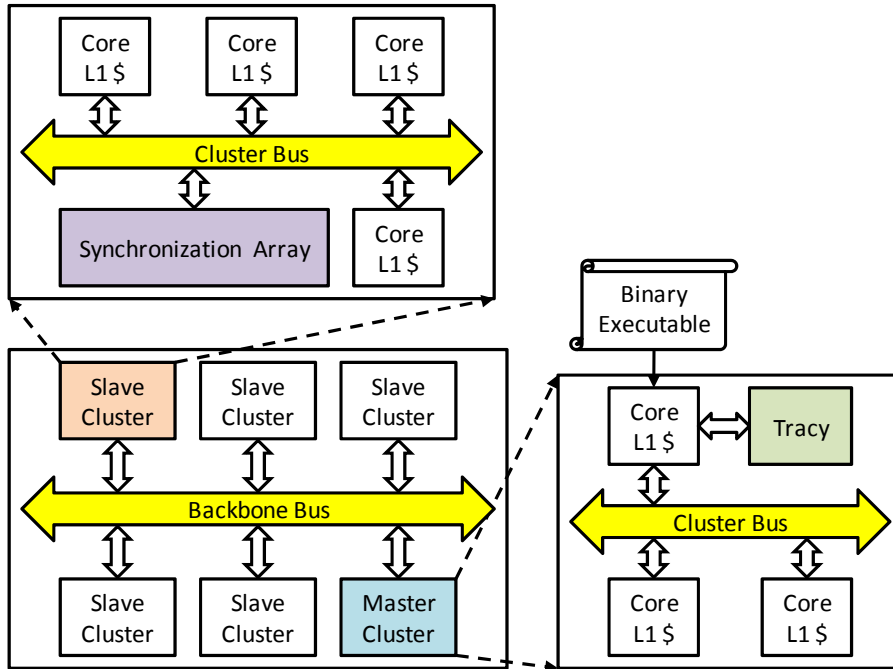 Core
L1 $
Core
L1 $
Core
L1 $
Cluster Bus
Synchronization Array
Core
L1 $
Binary
Executable
Slave
Cluster
Slave
Cluster
Slave
Cluster
Backbone Bus
Slave
Cluster
Slave
Cluster
Master
Cluster
Core
L1 $
Tracy
Cluster Bus
Core
L1 $
Core
L1 $